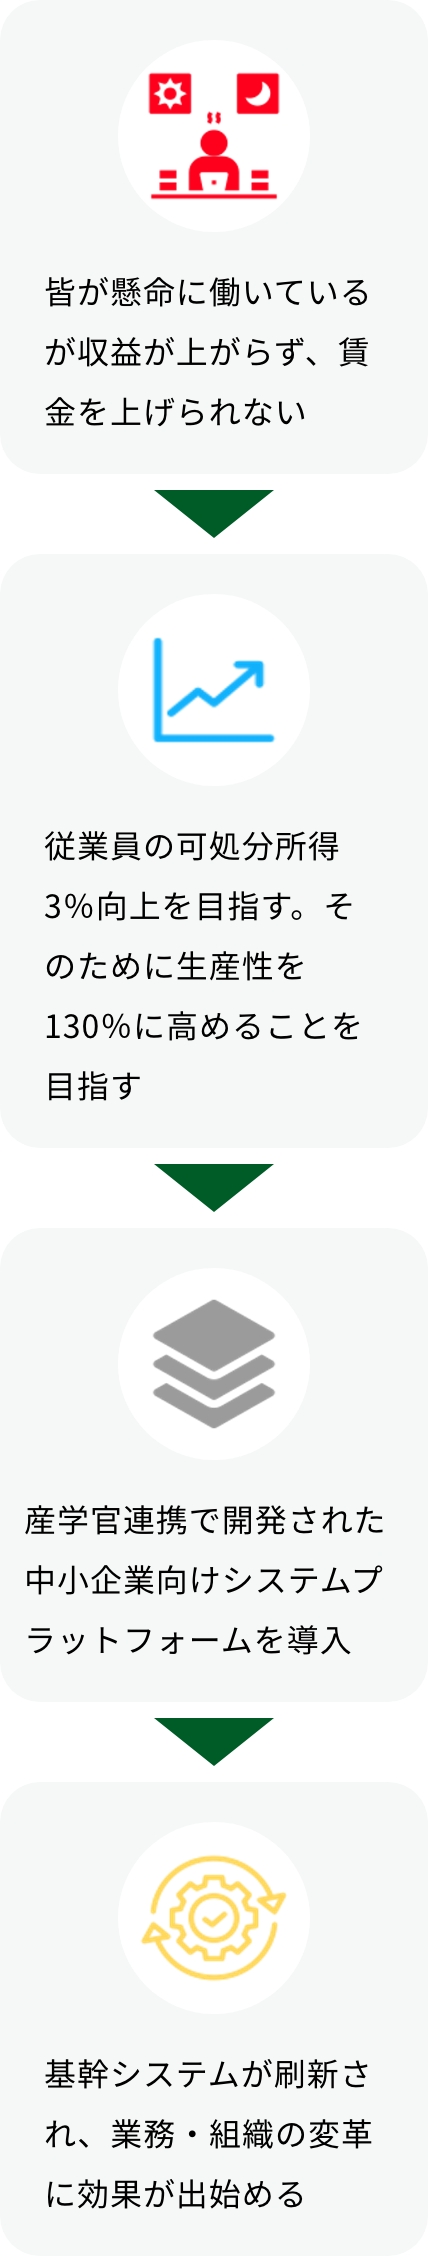 皆が懸命に働いている
が収益が上がらず、賃
金を上げられない
従業員の可処分所得
3%向上を目指す。そ
のために生産性を
130%に高めることを
目指す
産学官連携で開発された
中小企業向けシステムプ
ラットフォームを導入
基幹システムが刷新さ
れ、業務・組織の変革
に効果が出始める